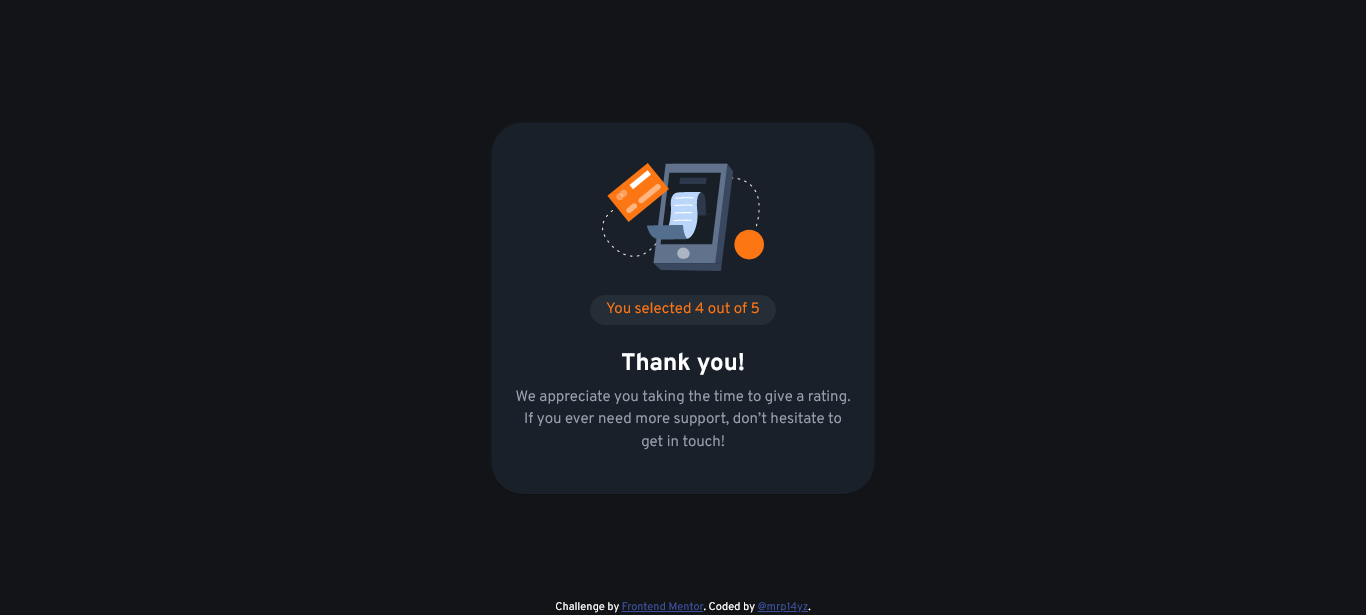 You selected 4 out of 5
Thank you!
We appreciate you taking the time to give a rating.
If you ever need more support, don’t hesitate to
get in touch!
Challenge by Frontend Mentor. Coded by @mrp14yz.